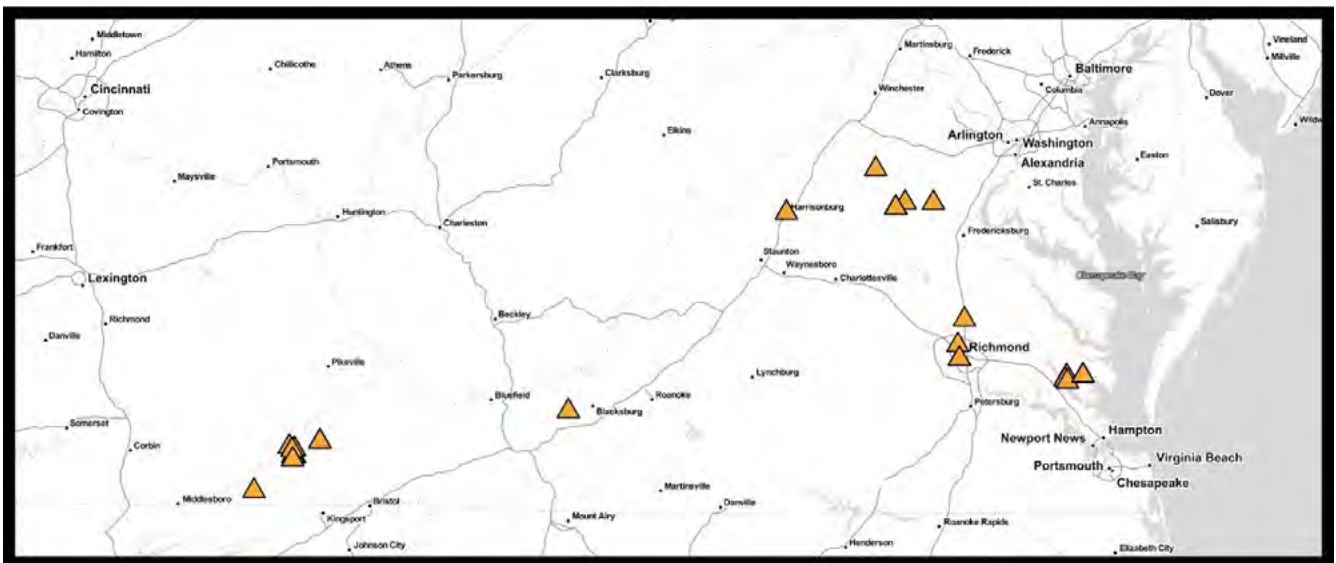 Middletown
Hamilton
Cincinnati
Covington
Chillicothe
Athens
Parkersburg
Clarksburg
Martinsburg
Frederick
Baltimore
Columbia
Vineland
Millville
Dover
Winchester
Elkins
Arlington
Washington
Annapolis
Alexandria
Easton
St. Charles
Portsmouth
Maysville
Huntington
Charleston
Harrisonburg
Salisbury
Fredericksburg
Frankfort
Staunton
Waynesboro
Charlottesville
Chesapeake Bay
Lexington
Richmond
Danville
Beckley
Richmond
Pikeville
Lynchburg
Bluefield
Blacksburg
Roanoke
Petersburg
Somerset
Corbin
Hampton
Newport News
Virginia Beach
Portsmouth
Chesapeake
Middlesboro
Bristol
Kingsport
Johnson City
Martinsville
Danville
Mount Airy
Roanoke Rapids
Henderson
Elizabeth City